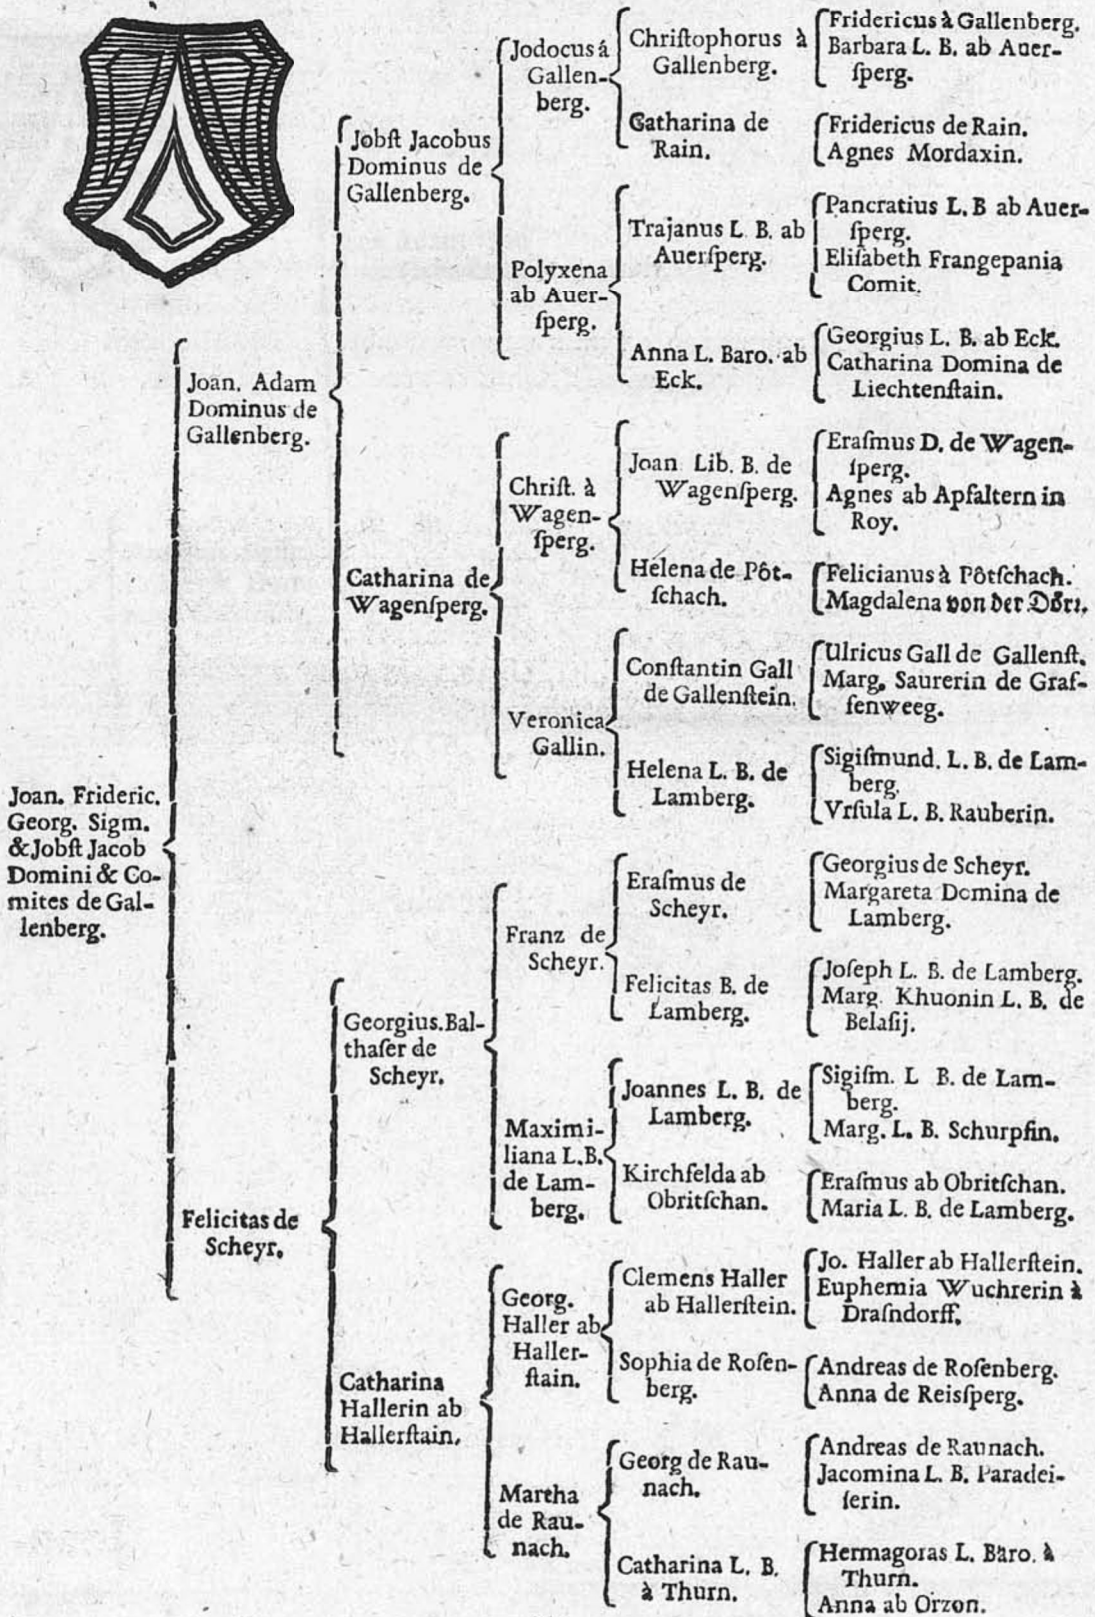 Joan. Frideric.
Georg. Sigm.
& Jobſt Jacob
Domini & Co-
mites de Gal-
lenberg.
Joan. Adam
Dominus de
Gallenberg.
Felicitas de
Scheyr.
Jobſt Jacobus
Dominus de
Gallenberg.
Catharina de
Wagenſperg.
Georgius. Bal-
thaſer de
Scheyr.
Catharina
Hallerin ab
Hallerſtain.
Jodocus á
Gallen-
berg.
Polyxena
ab Auer-
ſperg.
Chriſt. à
Wagen-
ſperg.
Veronica
Gallin.
Franz de
Scheyr.
Maximi-
liana L. B.
de Lam-
berg.
Georg.
Haller ab
Haller-
ſtain.
Martha
de Rau-
nach.
Chriſtophorus à
Gallenberg.
Catharina de
Rain.
Trajanus L. B. ab
Auerſperg.
Anna L. Baro. ab
Eck.
Joan Lib. B. de
Wagenſperg.
Helena de Pôt-
ſchach.
Conſtantin Gall
de Gallenſtein.
Helena L. B. de
Lamberg.
Eraſmus de
Scheyr.
Felicitas B. de
Lamberg.
Joannes L. B. de
Lamberg.
Kirchfelda ab
Obritſchan.
Clemens Haller
ab Hallerſtein.
Sophia de Roſen-
berg.
Georg de Rau-
nach.
Catharina L. B.
à Thurn.
Fridericus à Gallenberg.
Barbara L. B. ab Auer-
ſperg.
Fridericus de Rain.
Agnes Mordaxin.
Pancratius L. B ab Auer-
ſperg.
Eliſabeth Frangepania
Comit.
Georgius L. B. ab Eck.
Catharina Domina de
Liechtenſtain.
Eraſmus D. de Wagen-
ſperg.
Agnes ab Apfaltern in
Roy.
Felicianus à Pôtſchach.
Magdalena von der
Ulricus Gall de Gallenſt.
Marg. Saurerin de Graf-
fenweeg.
Sigiſmund. L. B. de Lam-
berg.
Vrſula L. B. Rauberin.
Georgius de Scheyr.
Margareta Domina de
Lamberg.
Joſeph L. B. de Lamberg.
Marg. Khuonin L. B. de
Belaſij.
Sigiſm. L B. de Lam-
berg.
Marg. L. B. Schurpfin.
Eraſmus ab Obritſchan.
Maria L. B. de Lamberg.
Jo. Haller ab Hallerſtein.
Euphemia Wuchrerin à
Draſndorff.
Andreas de Roſenberg.
Anna de Reisſperg.
Andreas de Raunach.
Jacomina L. B. Paradei-
ſerin.
Hermagoras L. Baro. à
Thurn.
Anna ab Orzon.